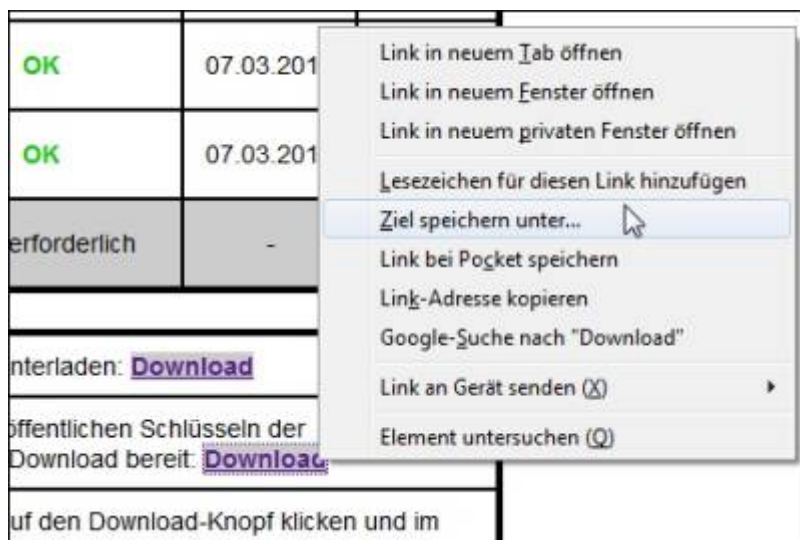 OK
07.03.201
OK
07.03.201
erforderlich
-
nterladen: Download
öffentlichen Schlüsseln der
Download bereit: Download
uf den Download-Knopf klicken und im
Link in neuem Tab öffnen
Link in neuem Fenster öffnen
Link in neuem privaten Fenster öffnen
Lesezeichen für diesen Link hinzufügen
Ziel speichern unter...
Link bei Pocket speichern
Link-Adresse kopieren
Google-Suche nach "Download"
Link an Gerät senden (X)
Element untersuchen (Q)